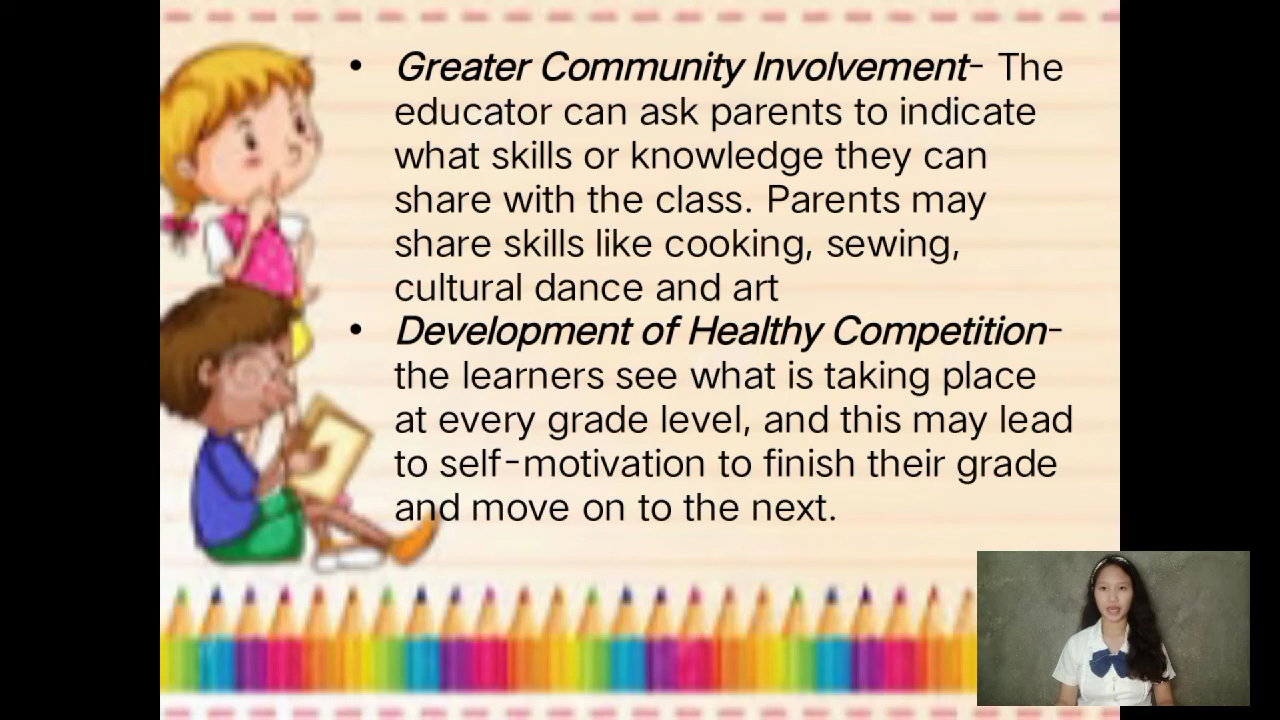 • Greater Community Involvement- The
educator can ask parents to indicate
what skills or knowledge they can
share with the class. Parents may
share skills like cooking, sewing,
cultural dance and art
• Development of Healthy Competition-
the learners see what is taking place
at every grade level, and this may lead
to self-motivation to finish their grade
and move on to the next.